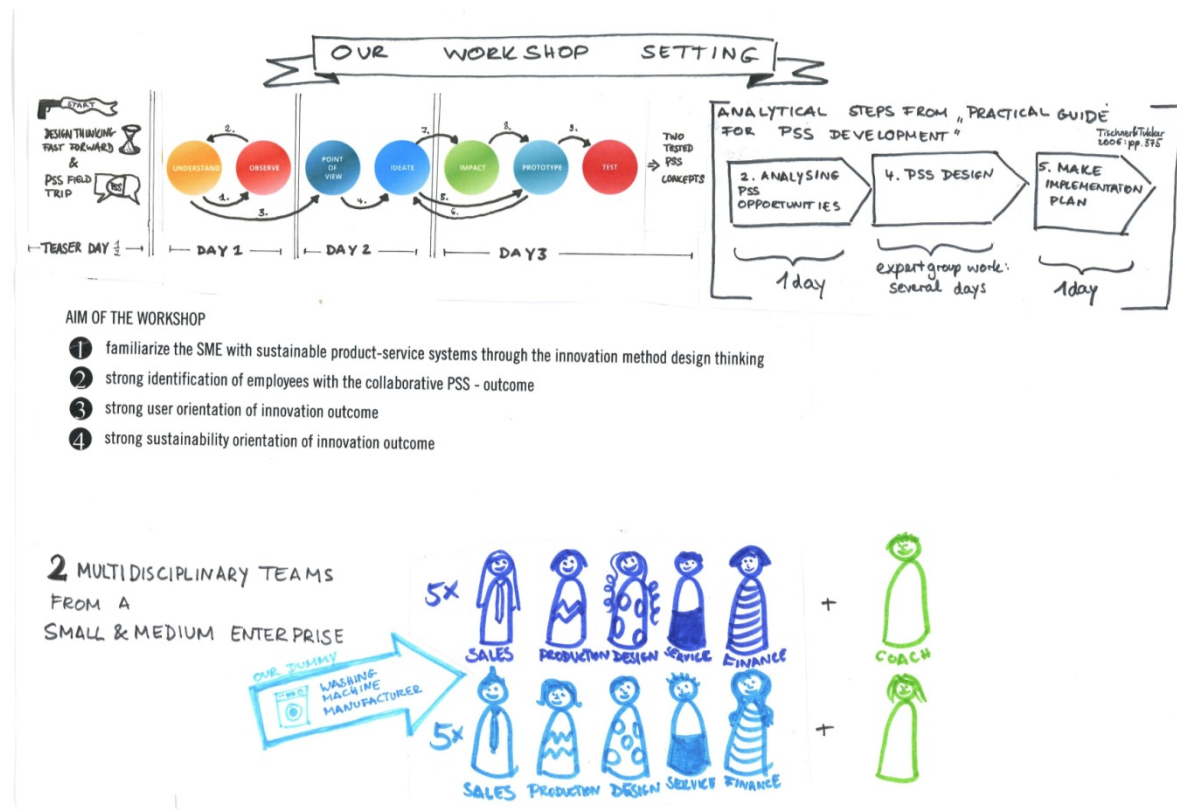 OUR WORKSHOP SETTING
START
DESIGN THINKING
FAST FORWARD
&
PSS FIELD
TRIP
PSS
TEASER DAY 1/2
UNDERSTAND
OBSERVE
1.
2.
3.
DAY 1
POINT
OF
VIEW
IDEATE
4.
DAY 2
7.
8.
9.
IMPACT
PROTOTYPE
TEST
5.
6.
DAY 3
TWO
TESTED
PSS
CONCEPTS
ANALYTICAL STEPS FROM „PRACTICAL GUIDE
FOR PSS DEVELOPMENT"
2006: pp. 375
2. ANALYSING
PSS
OPPORTUNITIES
4. PSS DESIGN
5. MAKE
IMPLEMENTATION
PLAN
1 day
expert group work:
several days
1 day
AIM OF THE WORKSHOP
1 familiarize the SME with sustainable product-service systems through the innovation method design thinking
2 strong identification of employees with the collaborative PSS - outcome
3 strong user orientation of innovation outcome
4 strong sustainability orientation of innovation outcome
2 MULTIDISCIPLINARY TEAMS
FROM A
SMALL & MEDIUM ENTERPRISE
OUR DUMMY
WASHING
MACHINE
MANUFACTURER
5x
SALES PRODUCTION DESIGN SERVICE FINANCE
+
COACH
5x
SALES PRODUCTION DESIGN SERVICE FINANCE
+